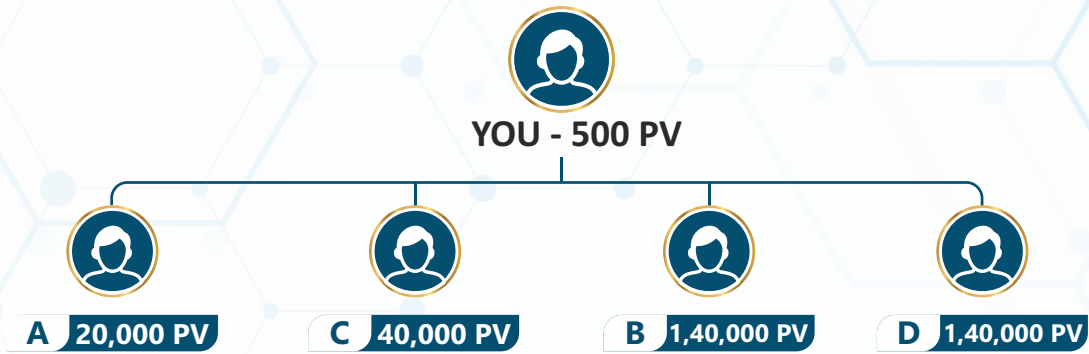 YOU - 500 PV
A 20,000 PV
C 40,000 PV
B 1,40,000 PV
D 1,40,000 PV